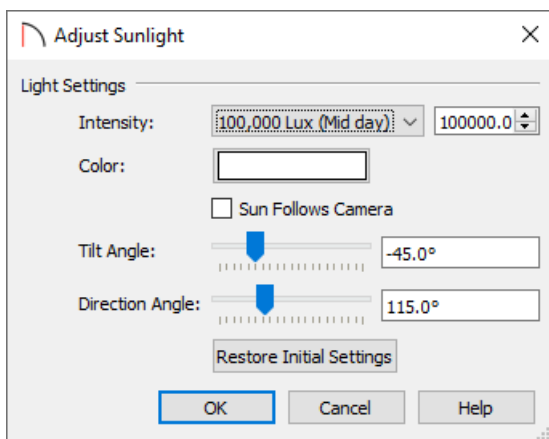 Adjust Sunlight
Light Settings
Intensity: 100,000 Lux (Mid day) 100000.0
Color:
Sun Follows Camera
Tilt Angle: -45.0°
Direction Angle: 115.0°
Restore Initial Settings
OK Cancel Help